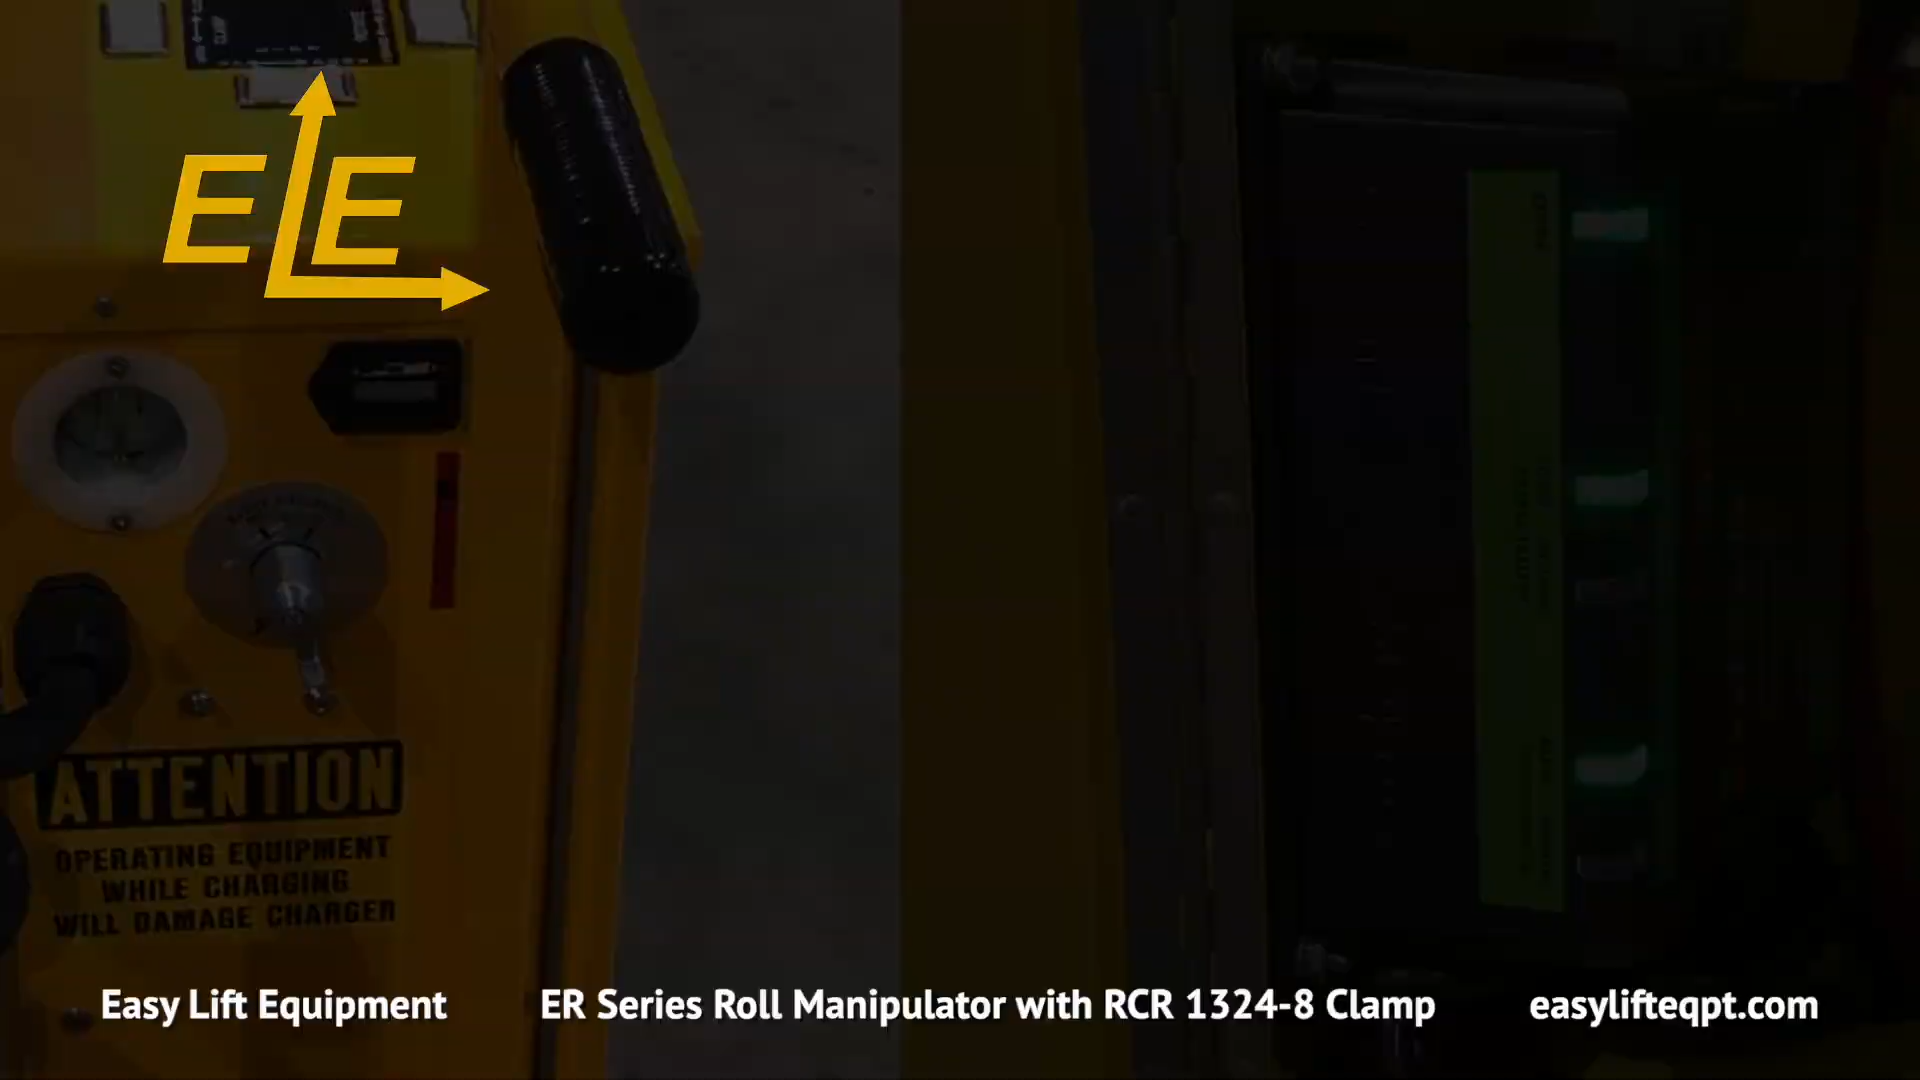 ELE
ATTENTION
OPERATING EQUIPMENT
WHILE CHARGING
WILL DAMAGE CHARGER
Easy Lift Equipment
ER Series Roll Manipulator with RCR 1324-8 Clamp
easylifteqpt.com